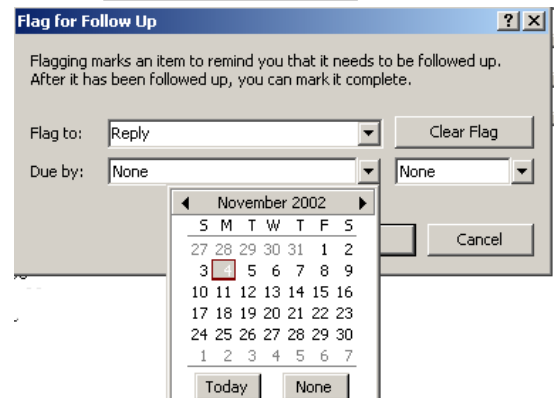 Flag for Follow Up
Flagging marks an item to remind you that it needs to be followed up.
After it has been followed up, you can mark it complete.
Flag to: Reply Clear Flag
Due by: None None
November 2002
S M T W T F S
27 28 29 30 31 1 2
3 4 5 6 7 8 9
10 11 12 13 14 15 16
17 18 19 20 21 22 23
24 25 26 27 28 29 30
1 2 3 4 5 6 7
Cancel
Today None